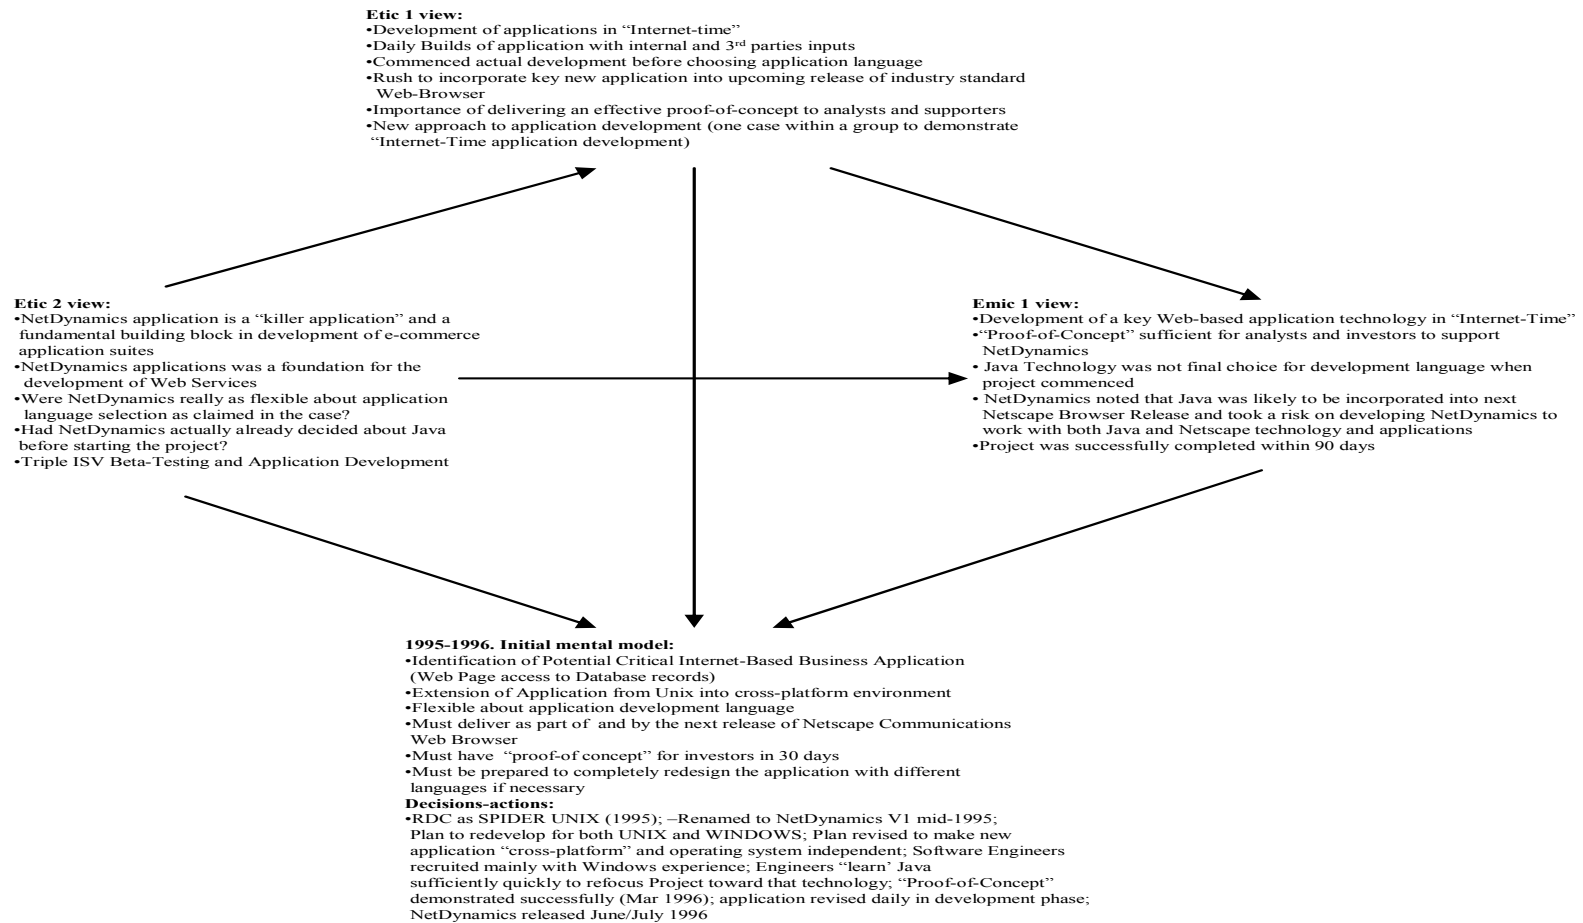 Etic 1 view:
•Development of applications in “Internet-time”
•Daily Builds of application with internal and 3rd parties inputs
•Commenced actual development before choosing application language
•Rush to incorporate key new application into upcoming release of industry standard
Web-Browser
•Importance of delivering an effective proof-of-concept to analysts and supporters
•New approach to application development (one case within a group to demonstrate
“Internet-Time application development)
Etic 2 view:
•NetDynamics application is a “killer application” and a
fundamental building block in development of e-commerce
application suites
•NetDynamics applications was a foundation for the
development of Web Services
•Were NetDynamics really as flexible about application
language selection as claimed in the case?
•Had NetDynamics actually already decided about Java
before starting the project?
•Triple ISV Beta-Testing and Application Development
Emic 1 view:
•Development of a key Web-based application technology in “Internet-Time”
•“Proof-of-Concept” sufficient for analysts and investors to support
NetDynamics
• Java Technology was not final choice for development language when
project commenced
• NetDynamics noted that Java was likely to be incorporated into next
Netscape Browser Release and took a risk on developing NetDynamics to
work with both Java and Netscape technology and applications
•Project was successfully completed within 90 days
1995-1996. Initial mental model:
•Identification of Potential Critical Internet-Based Business Application
(Web Page access to Database records)
•Extension of Application from Unix into cross-platform environment
•Flexible about application development language
•Must deliver as part of and by the next release of Netscape Communications
Web Browser
•Must have “proof-of concept” for investors in 30 days
•Must be prepared to completely redesign the application with different
languages if necessary
Decisions-actions:
•RDC as SPIDER UNIX (1995); –Renamed to NetDynamics V1 mid-1995;
Plan to redevelop for both UNIX and WINDOWS; Plan revised to make new
application “cross-platform” and operating system independent; Software Engineers
recruited mainly with Windows experience; Engineers “learn’ Java
sufficiently quickly to refocus Project toward that technology; “Proof-of-Concept”
demonstrated successfully (Mar 1996); application revised daily in development phase;
NetDynamics released June/July 1996